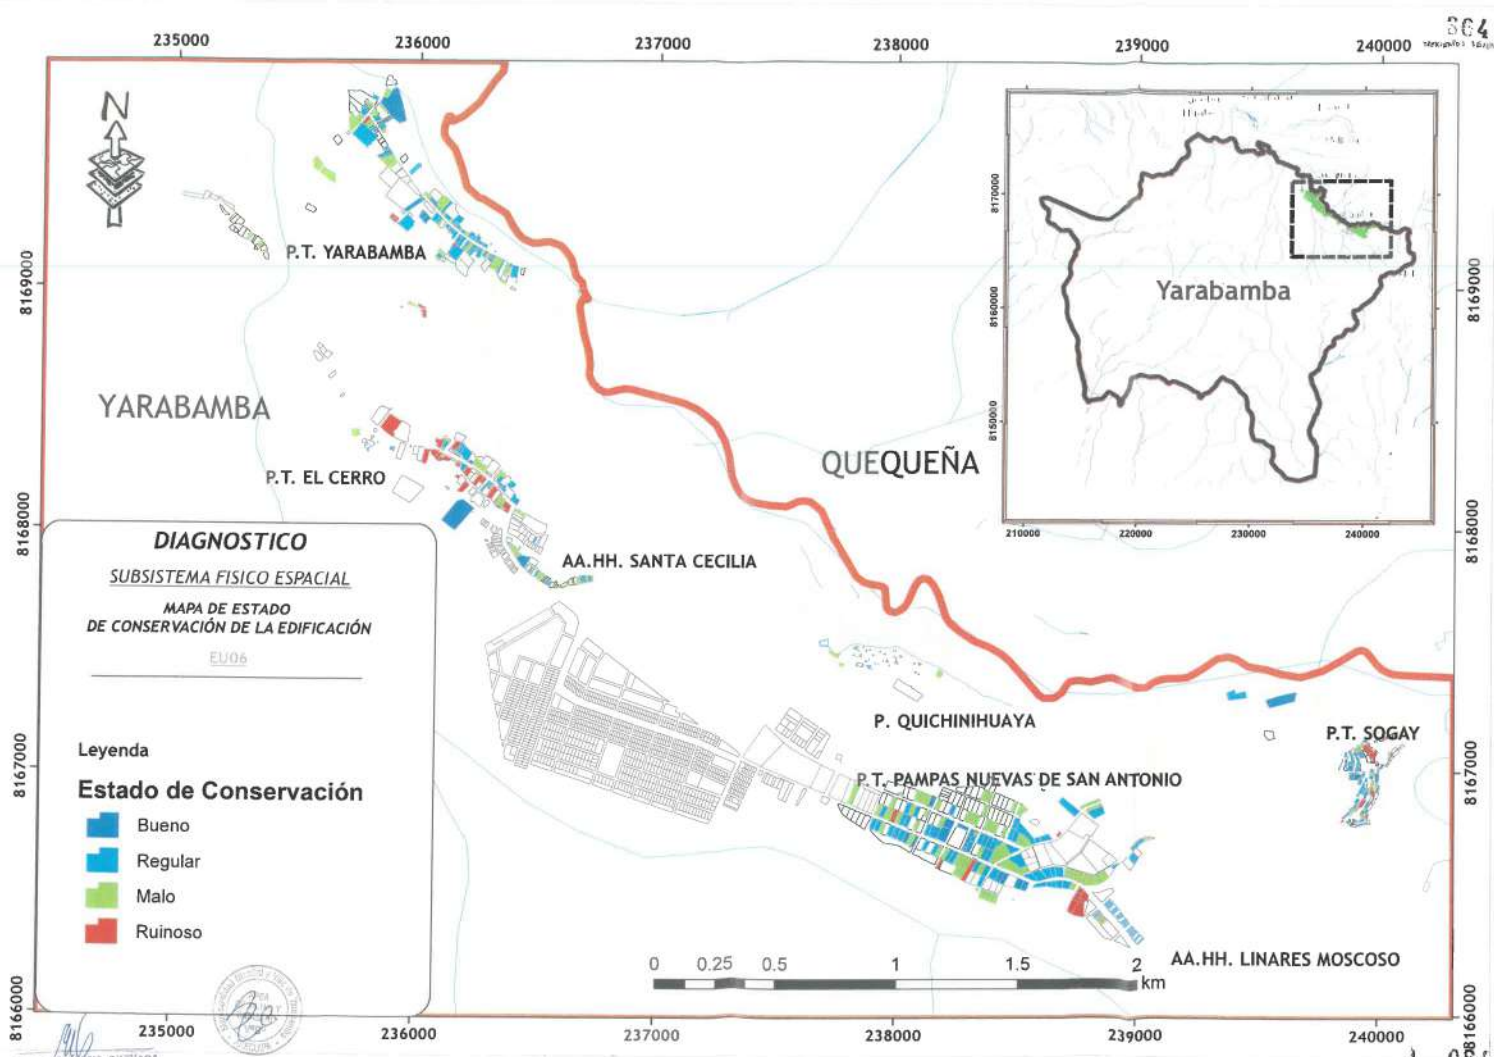 364
235000 236000 237000 238000 239000 240000
N
P.T. YARABAMBA
8169000
8169000
8170000
8160000
8150000
Yarabamba
210000 220000 230000 240000
YARABAMBA
QUEQUEÑA
P.T. EL CERRO
8168000
8168000
AA.HH. SANTA CECILIA
DIAGNOSTICO
SUBSISTEMA FISICO ESPACIAL
MAPA DE ESTADO
DE CONSERVACIÓN DE LA EDIFICACIÓN
EU06
P. QUICHINIHUAYA
P.T. SOGAY
8167000
8167000
P.T. PAMPAS NUEVAS DE SAN ANTONIO
Leyenda
Estado de Conservación
Bueno
Regular
Malo
Ruinoso
AA.HH. LINARES MOSCOSO
0 0.25 0.5 1 1.5 2
km
8166000
8166000
235000 236000 237000 238000 239000 240000